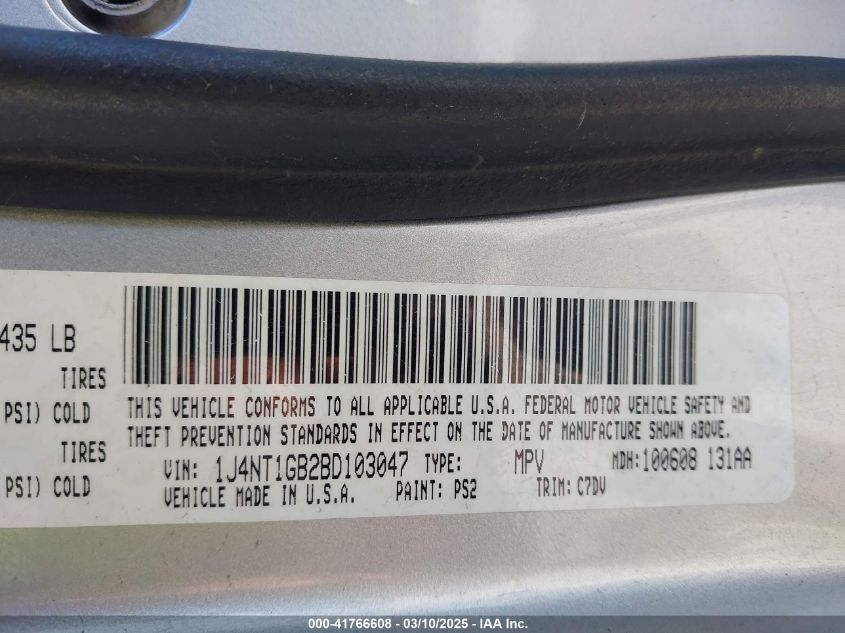 435 LB
TIRES
PSI) COLD
TIRES
PSI) COLD
THIS VEHICLE CONFORMS TO ALL APPLICABLE U.S.A. FEDERAL MOTOR VEHICLE SAFETY AND
THEFT PREVENTION STANDARDS IN EFFECT ON THE DATE OF MANUFACTURE SHOWN ABOVE.
VIN: 1J4NT1GB2BD103047 TYPE: MPV MDH:100608 131AA
VEHICLE MADE IN U.S.A. PAINT: PS2 TRIM: C7DV
000-41766608 - 03/10/2025 - IAA Inc.